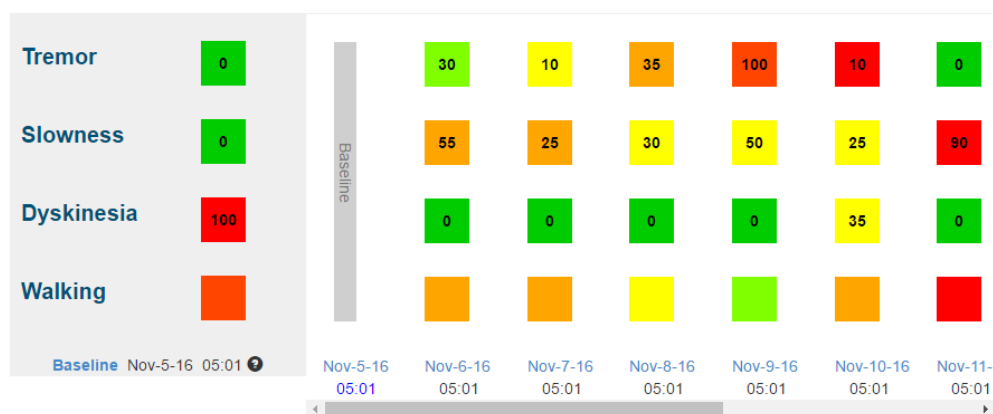 Tremor 0 30 10 35 100 10 0
Slowness 0 55 25 30 50 25 90
Baseline
Dyskinesia 100 0 0 0 0 35 0
Walking
Baseline Nov-5-16 05:01 ? Nov-5-16 Nov-6-16 Nov-7-16 Nov-8-16 Nov-9-16 Nov-10-16 Nov-11-
05:01 05:01 05:01 05:01 05:01 05:01 05:01